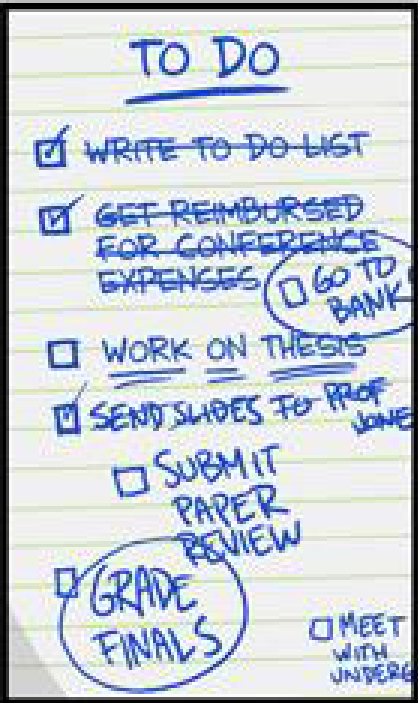 TO DO
WRITE TO DO LIST
GET REIMBURSED
FOR CONFERENCE
EXPENSES
GO TO
BANK
WORK ON THESIS
SEND SLIDES TO PROF
SUBMIT
PAPER
REVIEW
GRADE
FINALS
MEET
WITH